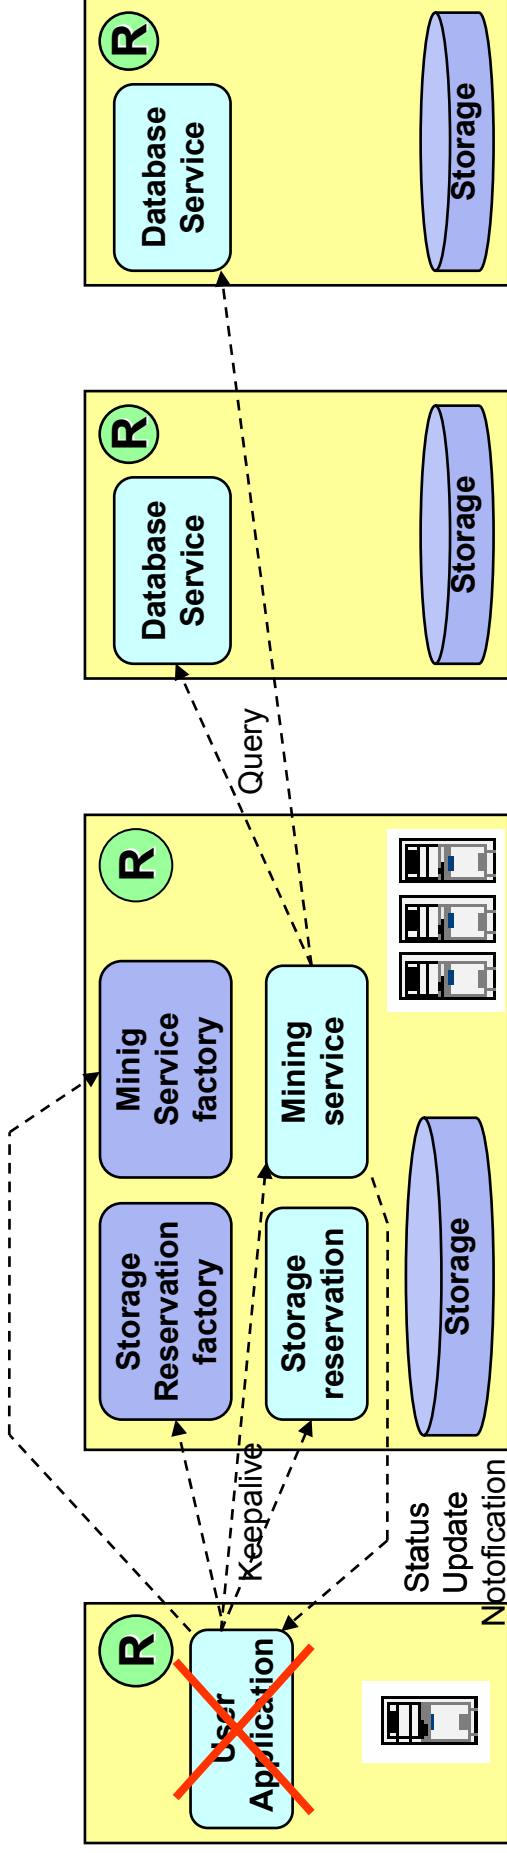 R
User
Application
Status
Update
Notofication
Keepalive
Storage
Reservation
factory
Minig
Service
factory
R
Storage
reservation
Mining
service
Storage
Query
Database
Service
R
Storage
Database
Service
R
Storage